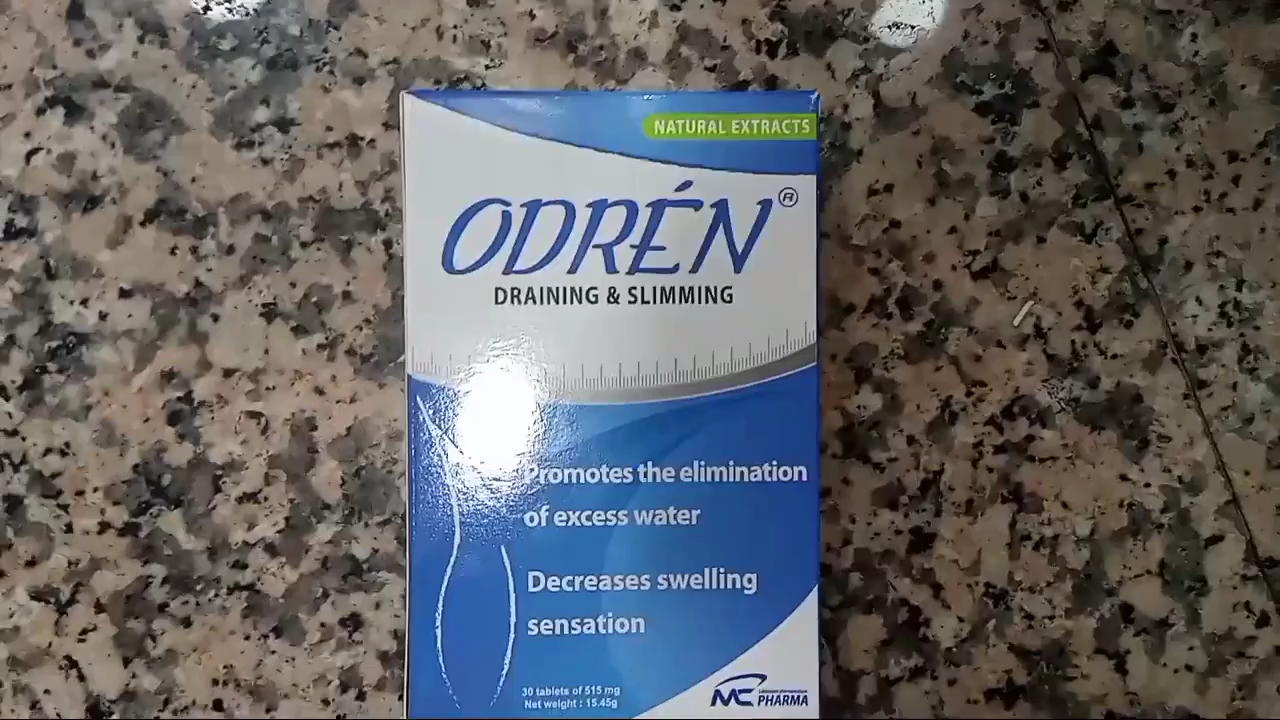 NATURAL EXTRACTS
ODRÉN®
DRAINING & SLIMMING
Promotes the elimination
of excess water
Decreases swelling
sensation
30 tablets of 515 mg
Net weight : 15.45g
MC
PHARMA